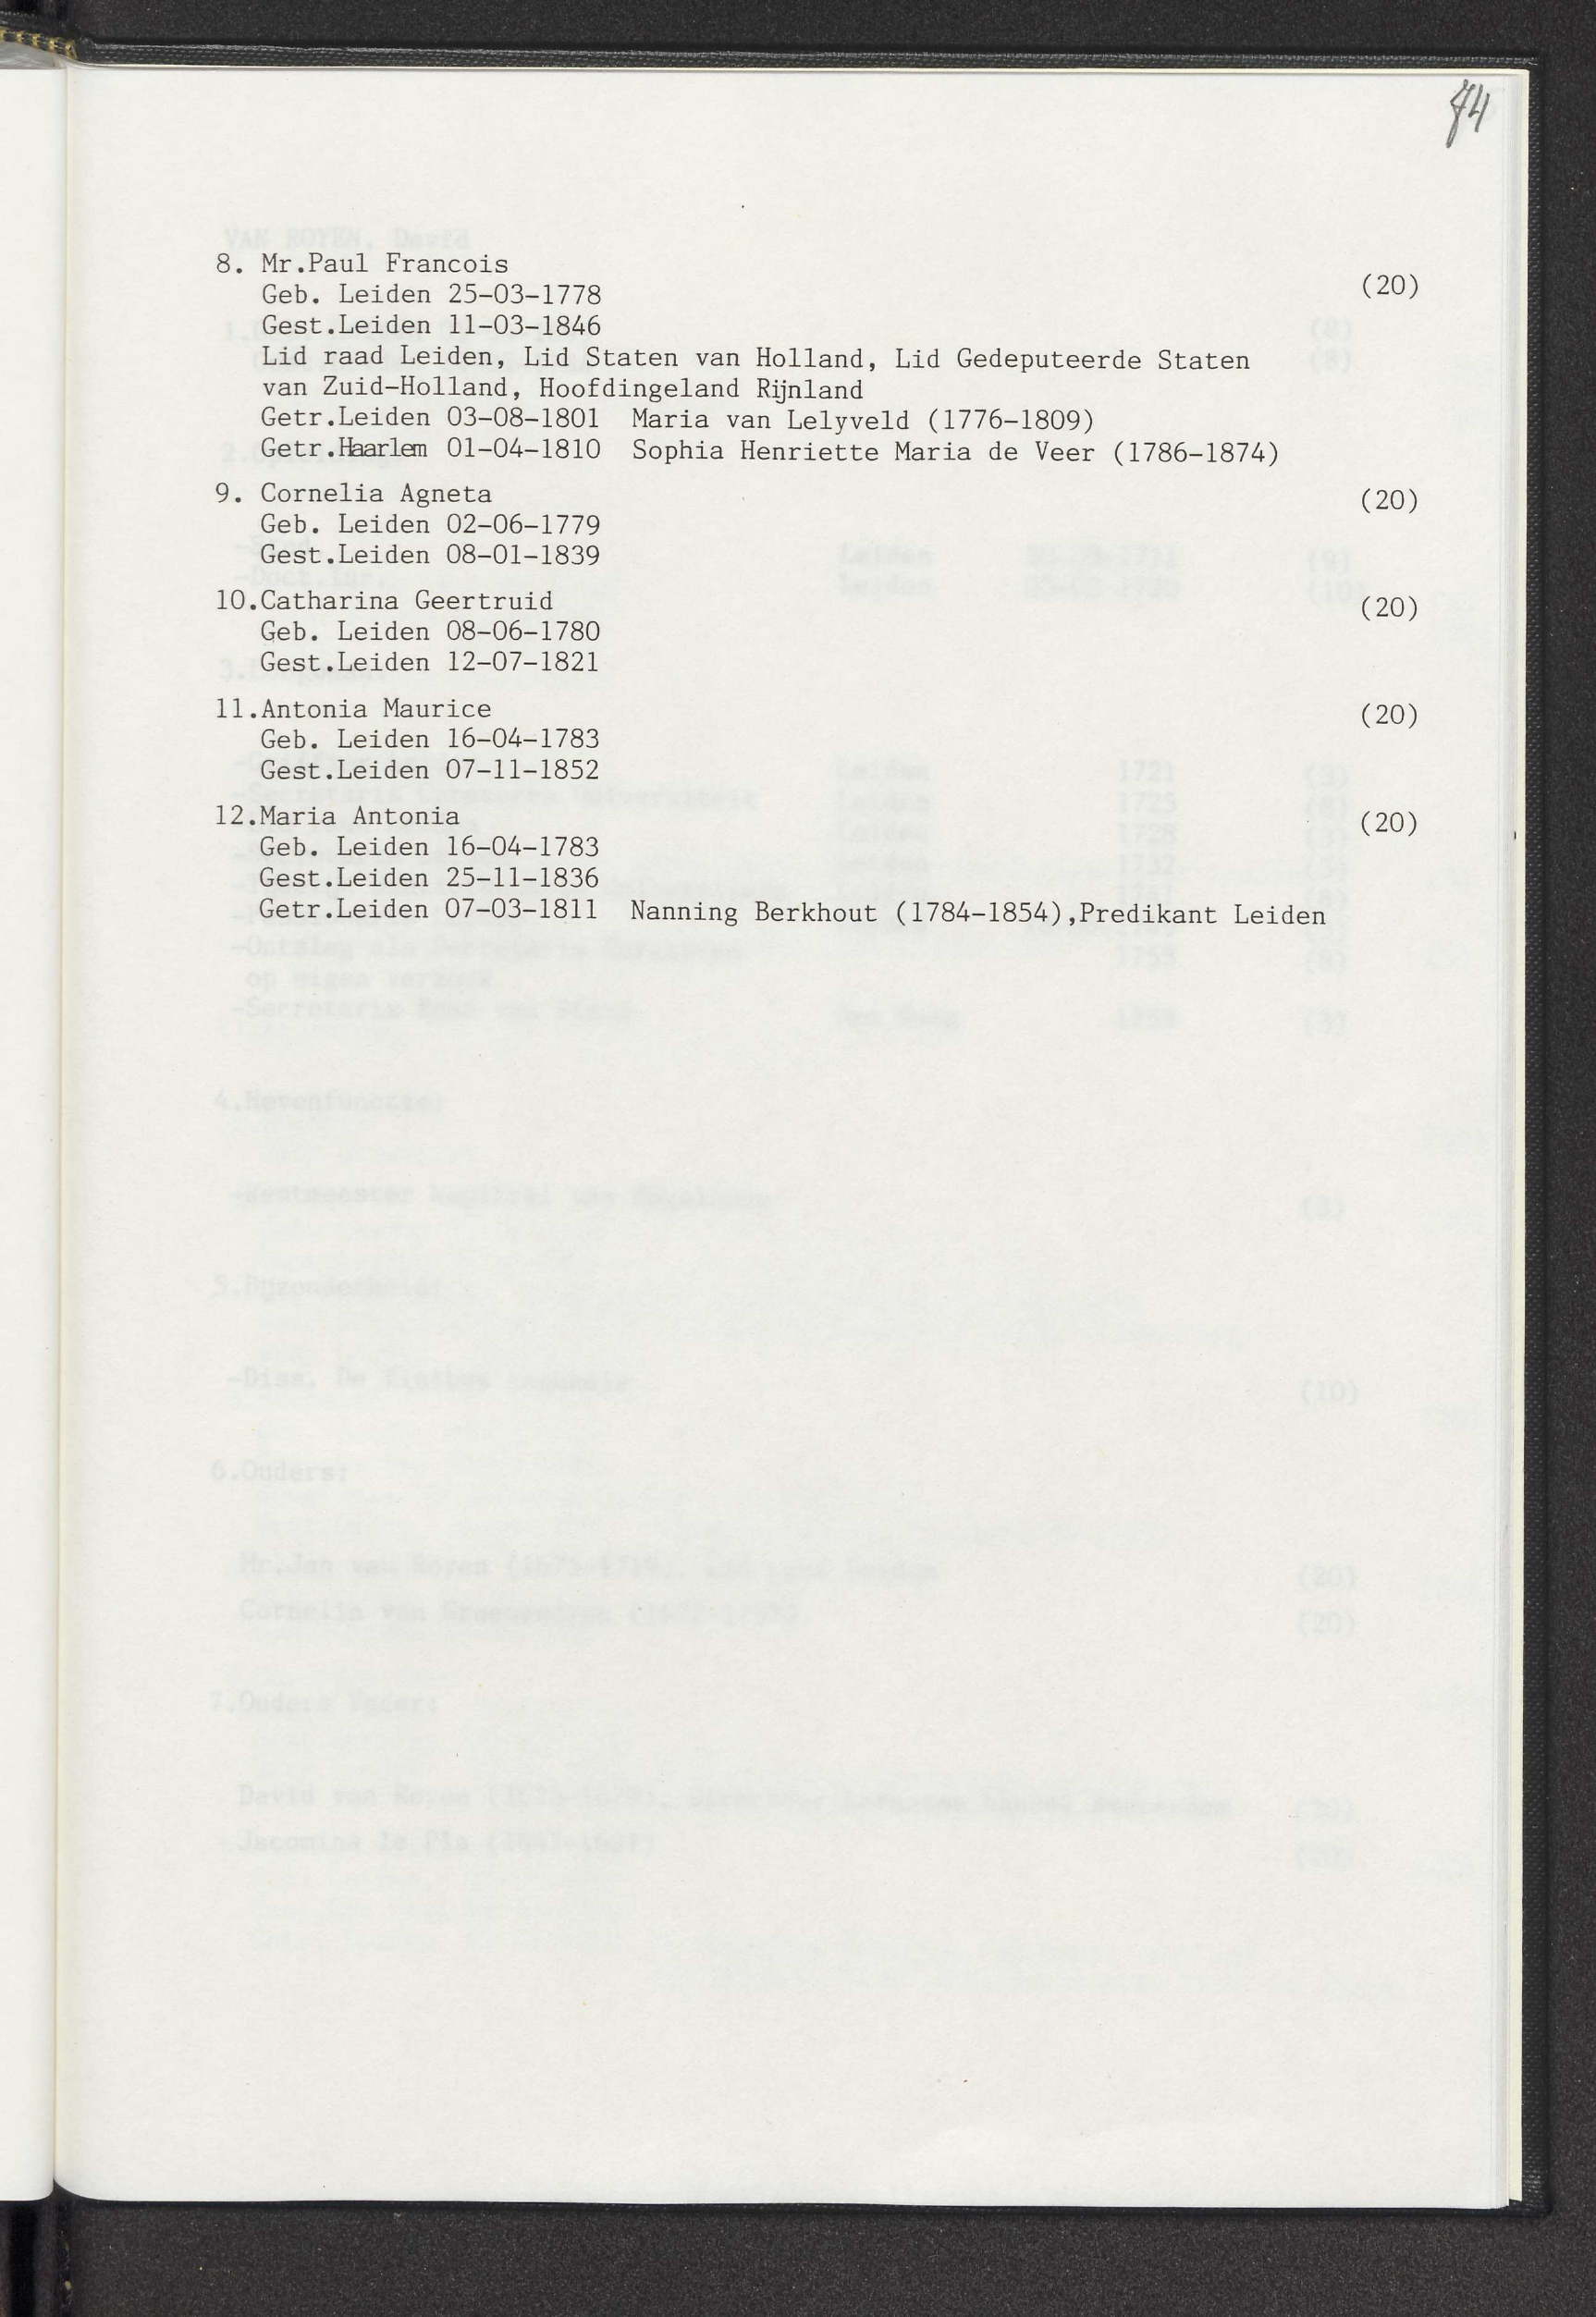 74
8. Mr.Paul Francois (20)
Geb. Leiden 25-03-1778
Gest.Leiden 11-03-1846
Lid raad Leiden, Lid Staten van Holland, Lid Gedeputeerde Staten
van Zuid-Holland, Hoofdingeland Rijnland
Getr.Leiden 03-08-1801 Maria van Lelyveld (1776-1809)
Getr.Haarlem 01-04-1810 Sophia Henriette Maria de Veer (1786-1874)
9. Cornelia Agneta (20)
Geb. Leiden 02-06-1779
Gest.Leiden 08-01-1839
10.Catharina Geertruid (20)
Geb. Leiden 08-06-1780
Gest.Leiden 12-07-1821
11.Antonia Maurice (20)
Geb. Leiden 16-04-1783
Gest.Leiden 07-11-1852
12.Maria Antonia (20)
Geb. Leiden 16-04-1783
Gest.Leiden 25-11-1836
Getr.Leiden 07-03-1811 Nanning Berkhout (1784-1854),Predikant Leiden